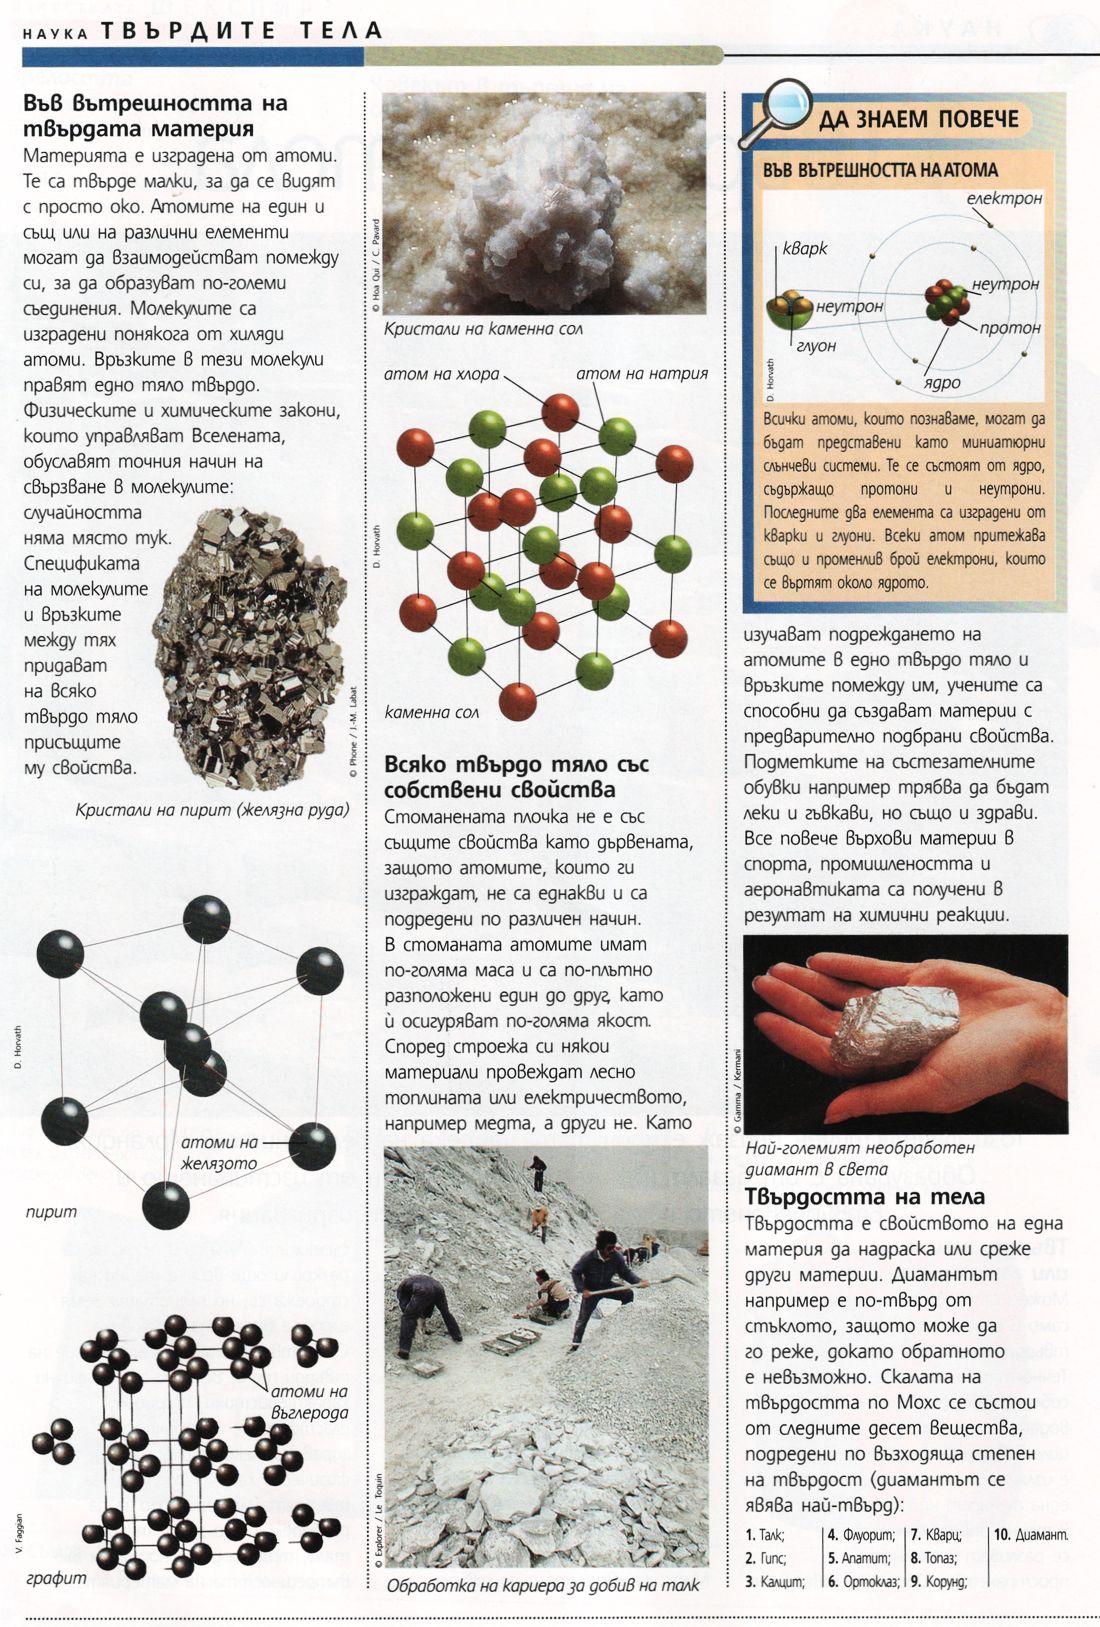 НАУКА ТВЪРДИТЕ ТЕЛА
Във вътрешността на
твърдата материя
Материята е изградена от атоми.
Те са твърде малки, за да се видят
с просто око. Атомите на един и
същ или на различни елементи
могат да взаимодействат помежду
си, за да образуват по-големи
съединения. Молекулите са
изградени понякога от хиляди
атоми. Връзките в тези молекули
правят едно тяло твърдо.
Физическите и химическите закони,
които управляват Вселената,
обуславят точния начин на
свързване в молекулите:
случайността
няма място тук.
Спецификата
на молекулите
и връзките
между тях
придават
на всяко
твърдо тяло
присъщите
му свойства.
© Phone / J.-M. Labat
Кристали на пирит (желязна руда)
D. Horvath
атоми на
желязото
пирит
атоми на
въглерода
V. Faggian
графит
© Hoa Qui / C. Pavard
Кристали на каменна сол
атом на хлора
атом на натрия
D. Horvath
каменна сол
Всяко твърдо тяло със
собствени свойства
Стоманената плочка не е със
същите свойства като дървената,
защото атомите, които ги
изграждат, не са еднакви и са
подредени по различен начин.
В стоманата атомите имат
по-голяма маса и са по-плътно
разположени един до друг, като
ѝ осигуряват по-голяма якост.
Според строежа си някои
материали провеждат лесно
топлината или електричеството,
например медта, а други не. Като
© Explorer / Le Toquin
Обработка на кариера за добив на талк
ДА ЗНАЕМ ПОВЕЧЕ
ВЪВ ВЪТРЕШНОСТТА НА АТОМА
електрон
кварк
неутрон
неутрон
протон
глуон
ядро
D. Horvath
Всички атоми, които познаваме, могат да
бъдат представени като миниатюрни
слънчеви системи. Те се състоят от ядро,
съдържащо протони и неутрони.
Последните два елемента са изградени от
кварки и глуони. Всеки атом притежава
също и променлив брой електрони, които
се въртят около ядрото.
изучават подреждането на
атомите в едно твърдо тяло и
връзките помежду им, учените са
способни да създават материи с
предварително подбрани свойства.
Подметките на състезателните
обувки например трябва да бъдат
леки и гъвкави, но също и здрави.
Все повече върхови материи в
спорта, промишлеността и
аеронавтиката са получени в
резултат на химични реакции.
© Gamma / Kermani
Най-големият необработен
диамант в света
Твърдостта на тела
Твърдостта е свойството на една
материя да надраска или среже
други материи. Диамантът
например е по-твърд от
стъклото, защото може да
го реже, докато обратното
е невъзможно. Скалата на
твърдостта по Мохс се състои
от следните десет вещества,
подредени по възходяща степен
на твърдост (диамантът се
явява най-твърд):
1. Талк; 4. Флуорит; 7. Кварц; 10. Диамант.
2. Гипс; 5. Апатит; 8. Топаз;
3. Калцит; 6. Ортоклаз; 9. Корунд;